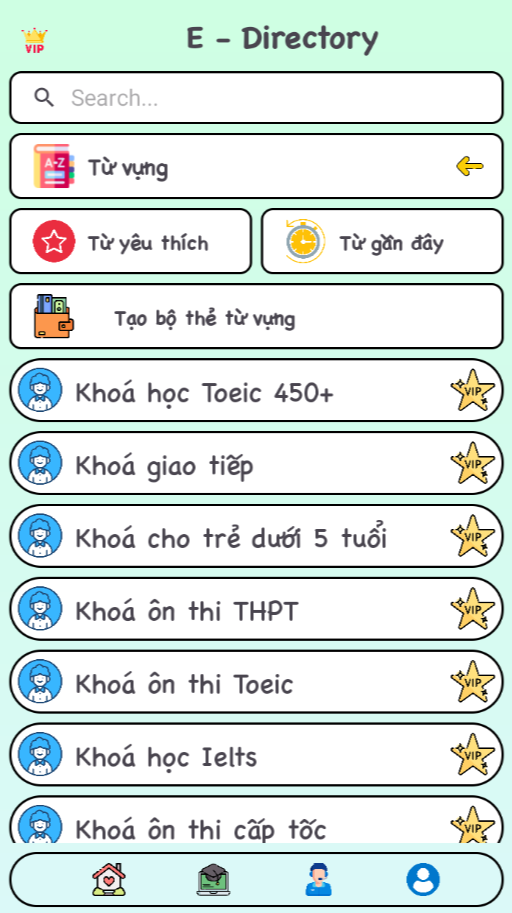 VIP
E - Directory
Search...
A-Z
Từ vựng
Từ yêu thích
Từ gần đây
Tạo bộ thẻ từ vựng
Khoá học Toeic 450+
VIP
Khoá giao tiếp
VIP
Khoá cho trẻ dưới 5 tuổi
VIP
Khoá ôn thi THPT
VIP
Khoá ôn thi Toeic
VIP
Khoá học Ielts
VIP
Khoá ôn thi cấp tốc
VIP